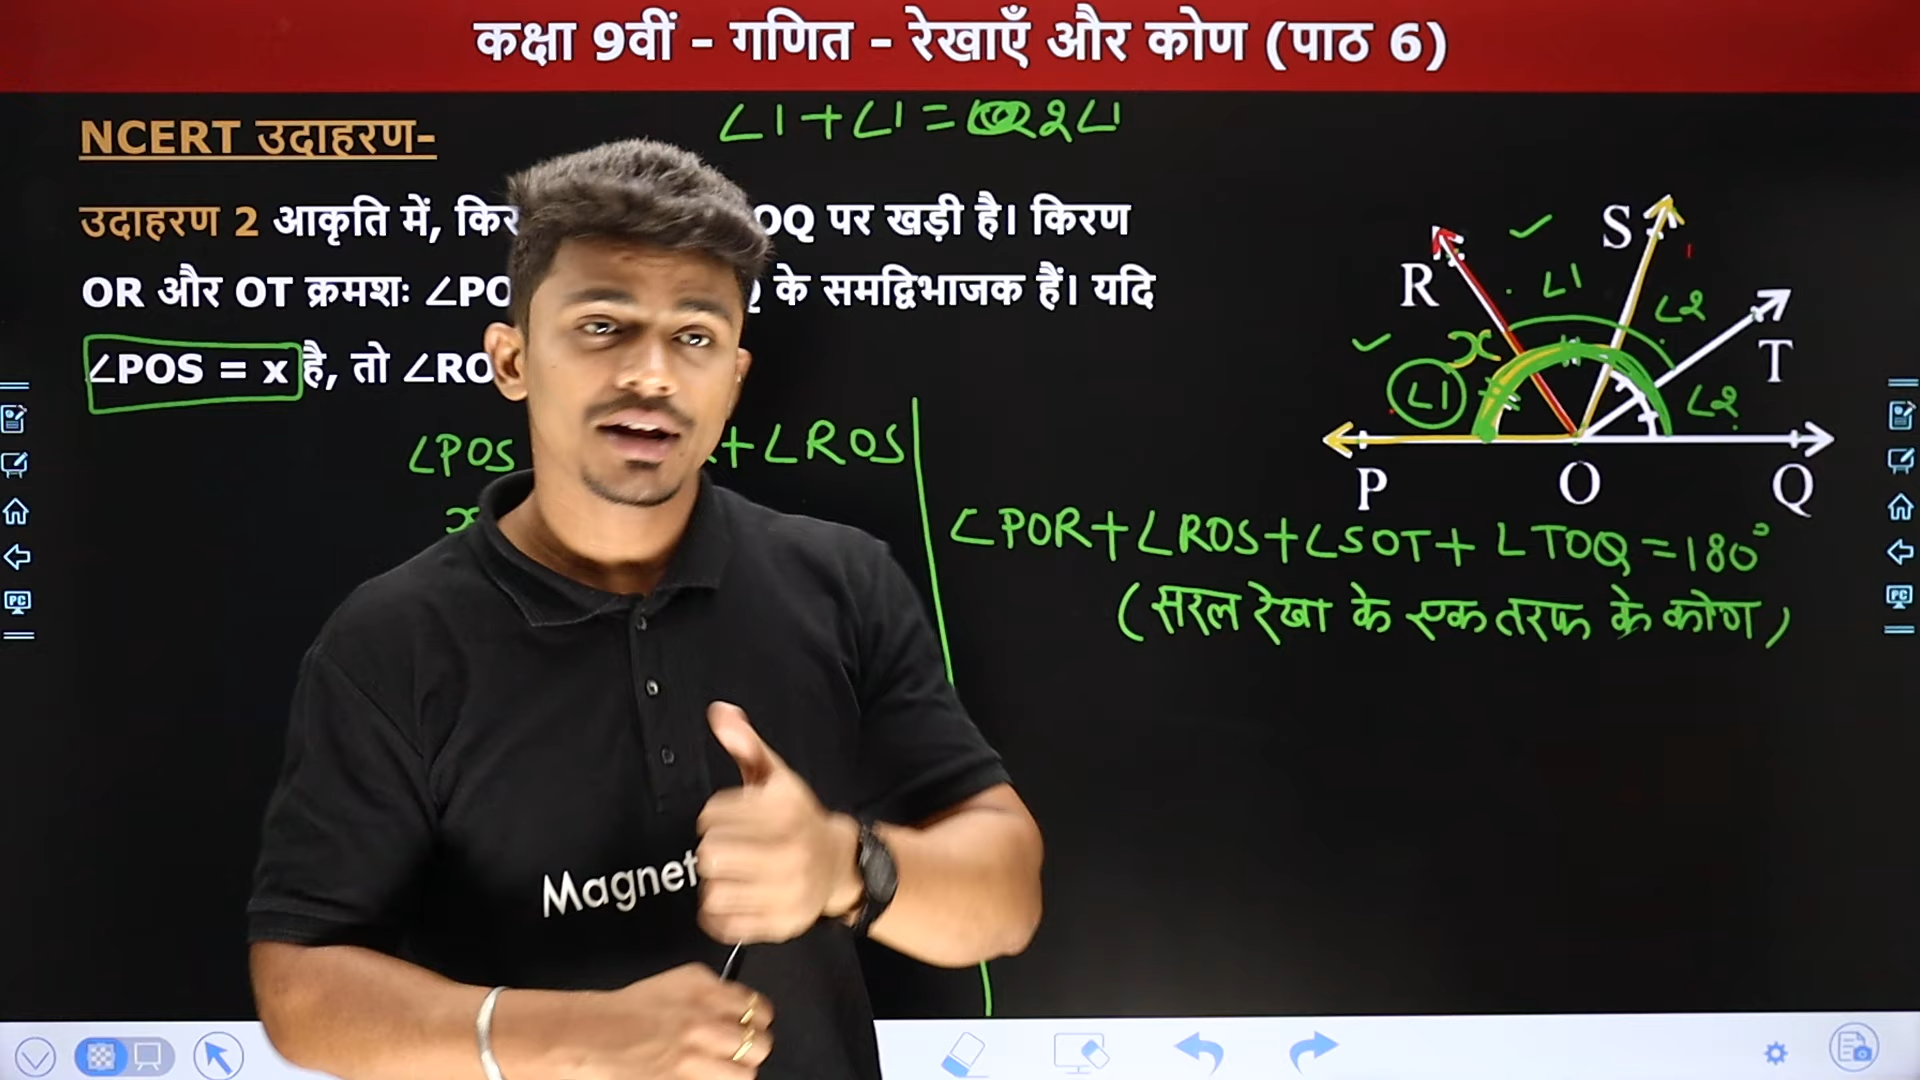 कक्षा 9वीं - गणित - रेखाएँ और कोण (पाठ 6)
∠1+∠1= 2∠1
NCERT उदाहरण-
उदाहरण 2 आकृति में, OQ पर खड़ी है। किरण
OR और OT क्रमशः के समद्विभाजक हैं। यदि
∠POS = x है, तो
S
R
∠1
∠2
x
T
∠1
∠2
P
O
Q
∠POS +∠ROS
x
∠POR+∠ROS+∠SOT+∠TOQ=180°
(सरल रेखा के एक तरफ के कोण)
Magnet
PC
PC